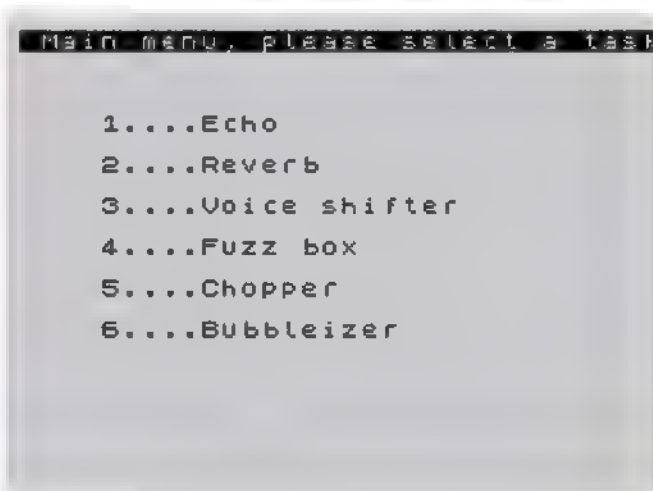 Main menu, please select a task
1....Echo
2....Reverb
3....Voice shifter
4....Fuzz box
5....Chopper
6....Bubbleizer